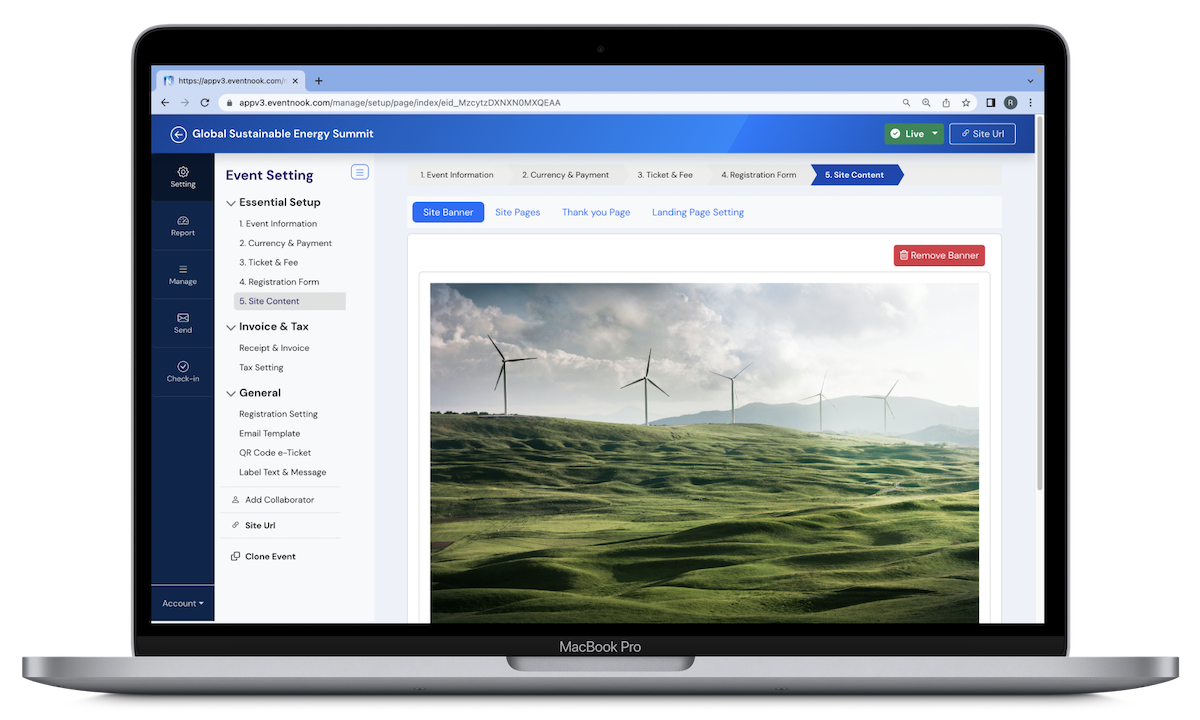 https://appv3.eventnook.com/
appv3.eventnook.com/manage/setup/page/index/eid_MzcytzDXNXN0MXQEAA
R
Global Sustainable Energy Summit
Live
Site Url
Setting
Report
Manage
Send
Check-in
Account
Event Setting
Essential Setup
1. Event Information
2. Currency & Payment
3. Ticket & Fee
4. Registration Form
5. Site Content
Invoice & Tax
Receipt & Invoice
Tax Setting
General
Registration Setting
Email Template
QR Code e-Ticket
Label Text & Message
Add Collaborator
Site Url
Clone Event
1. Event Information 2. Currency & Payment 3. Ticket & Fee 4. Registration Form 5. Site Content
Site Banner Site Pages Thank you Page Landing Page Setting
Remove Banner
MacBook Pro